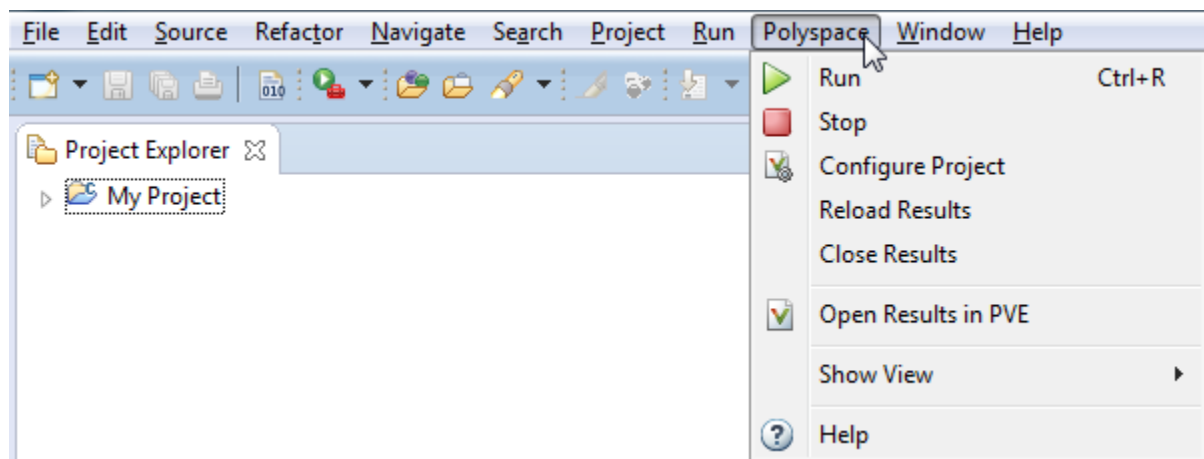 File Edit Source Refactor Navigate Search Project Run Polyspace Window Help
010
Project Explorer
My Project
Run Ctrl+R
Stop
Configure Project
Reload Results
Close Results
Open Results in PVE
Show View
Help